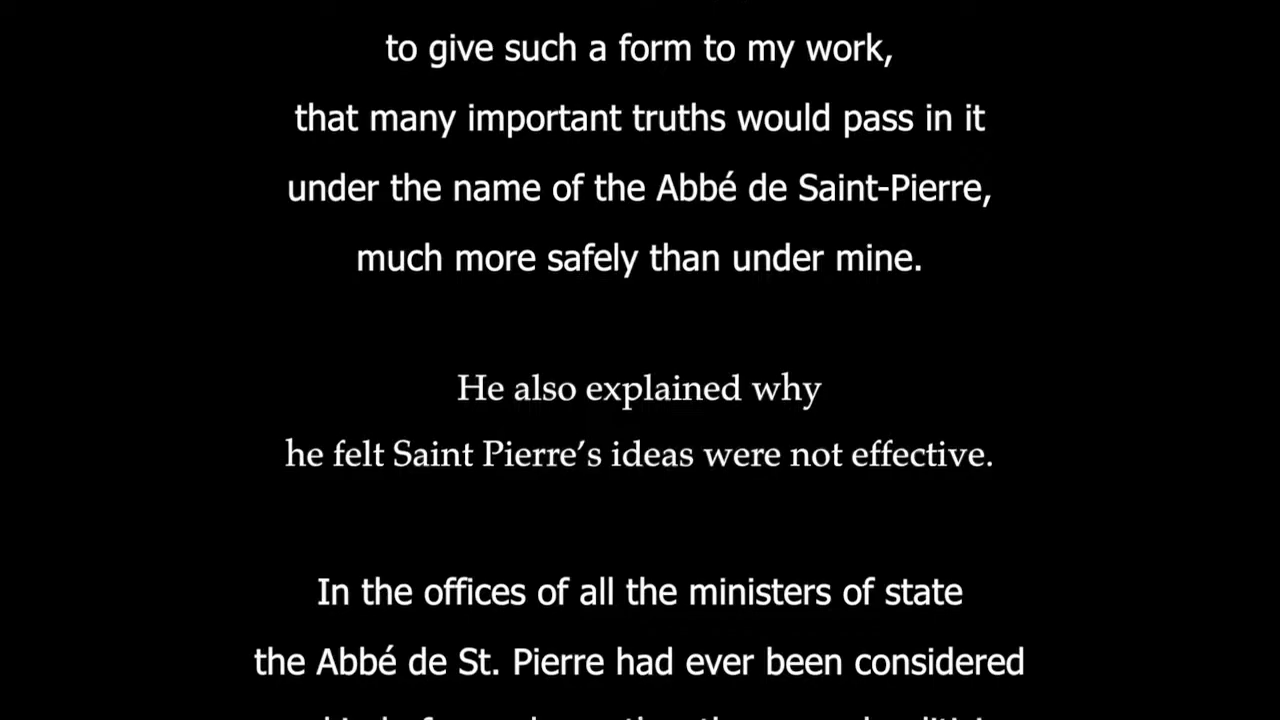 to give such a form to my work,
that many important truths would pass in it
under the name of the Abbé de Saint-Pierre,
much more safely than under mine.
He also explained why
he felt Saint Pierre’s ideas were not effective.
In the offices of all the ministers of state
the Abbé de St. Pierre had ever been considered